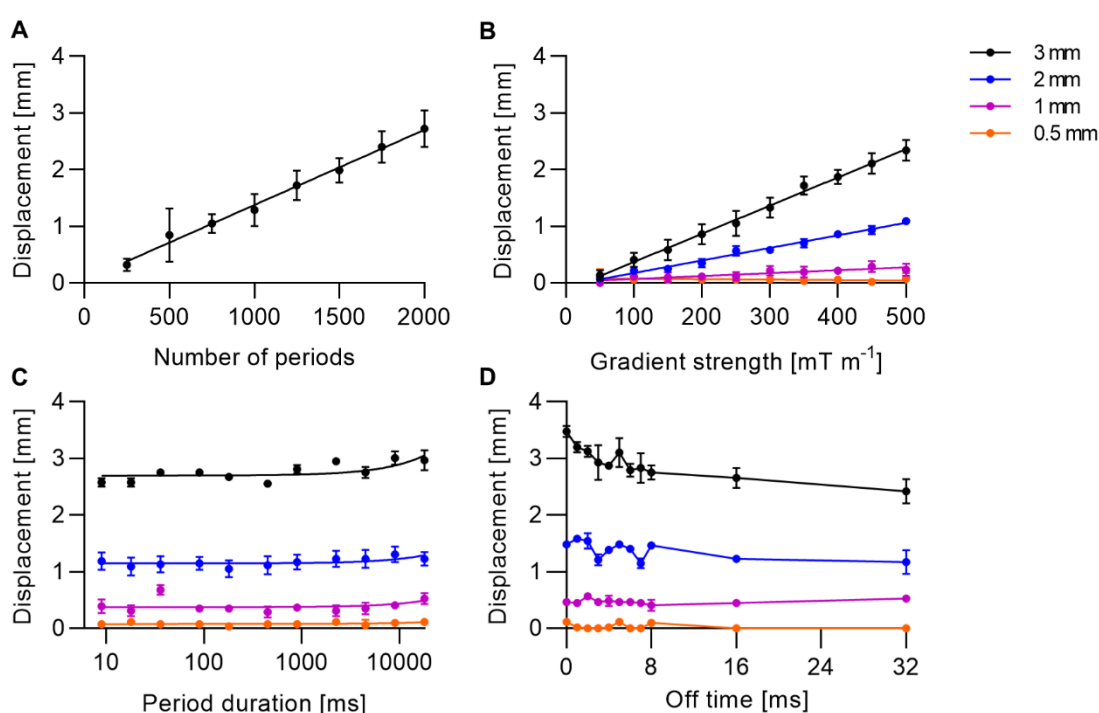 A
Displacement [mm]
4
3
2
1
0
0 500 1000 1500 2000
Number of periods
B
Displacement [mm]
4
3
2
1
0
0 100 200 300 400 500
Gradient strength [mT m⁻¹]
3 mm
2 mm
1 mm
0.5 mm
C
Displacement [mm]
4
3
2
1
0
10 100 1000 10000
Period duration [ms]
D
Displacement [mm]
4
3
2
1
0
0 8 16 24 32
Off time [ms]